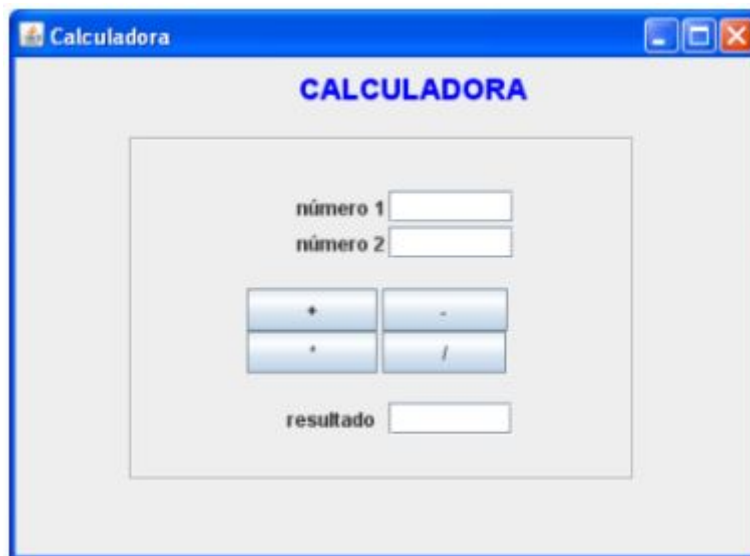 Calculadora
CALCULADORA
número 1
número 2
+ -
* /
resultado